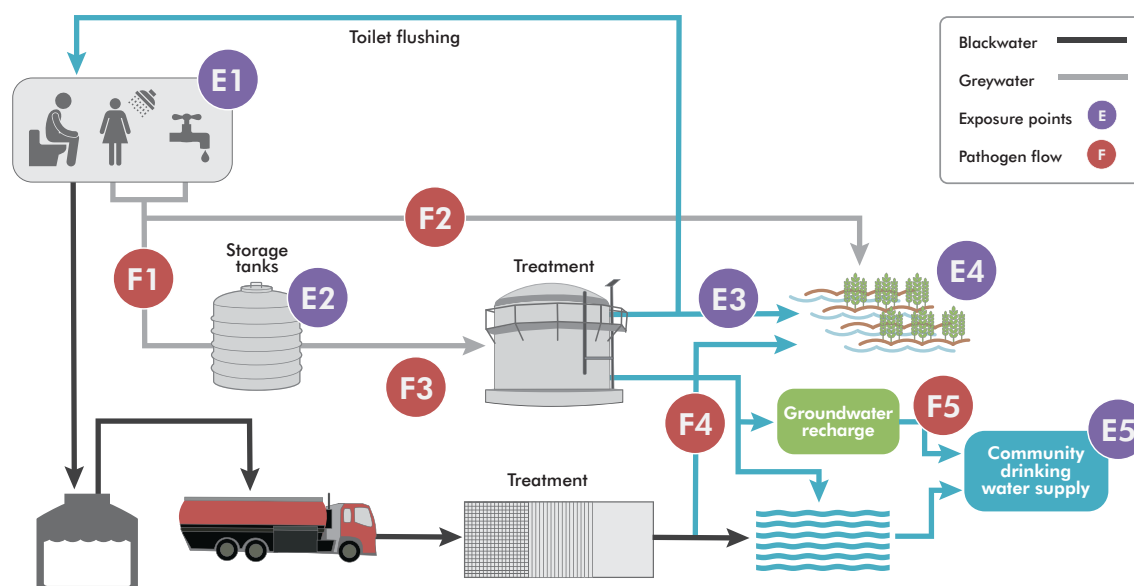 Toilet flushing
E1
Blackwater
Greywater
Exposure points E
Pathogen flow F
F2
F1
Storage
tanks
E2
Treatment
E3
E4
F3
F4
Groundwater
recharge
F5
E5
Community
drinking
water supply
Treatment